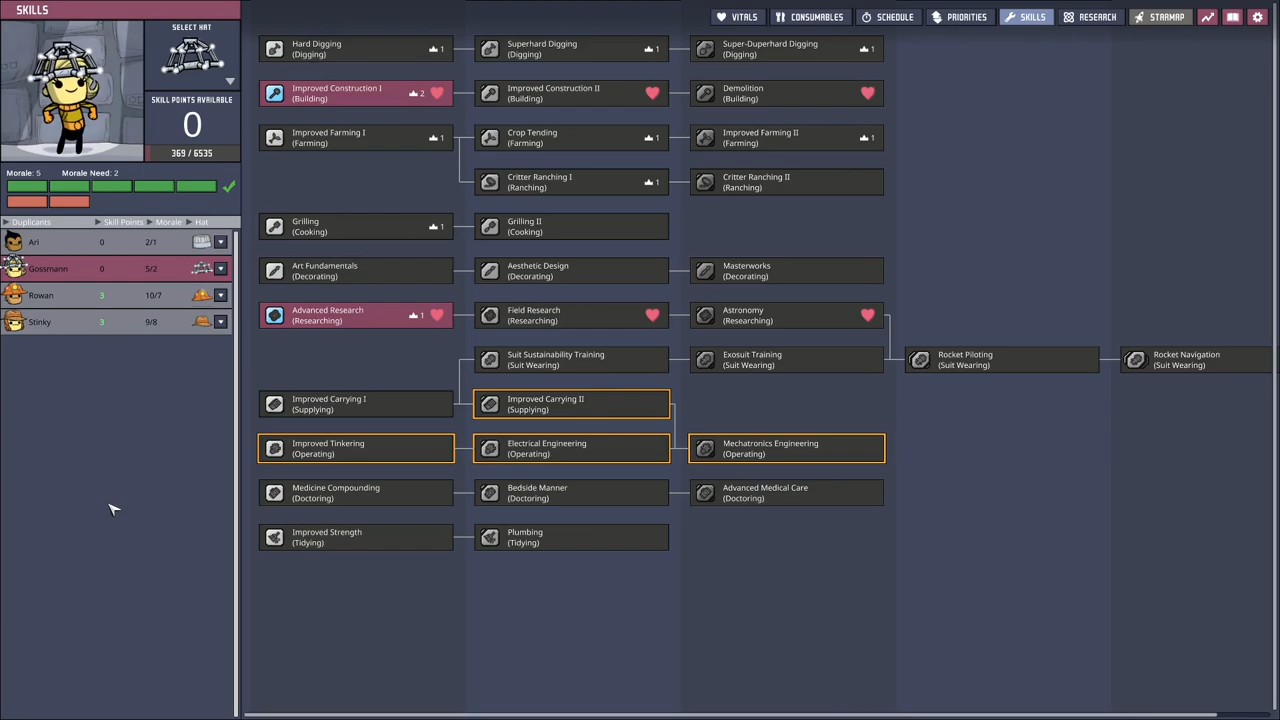 SKILLS
VITALS
CONSUMABLES
SCHEDULE
PRIORITIES
SKILLS
RESEARCH
STARMAP
SELECT HAT
SKILL POINTS AVAILABLE
0
369 / 6535
Morale: 5 Morale Need: 2
Duplicants Skill Points Morale Hat
Ari 0 2/1
Gossmann 0 5/2
Rowan 3 10/7
Stinky 3 9/8
Hard Digging
(Digging)
1
Superhard Digging
(Digging)
1
Super-Duperhard Digging
(Digging)
1
Improved Construction I
(Building)
2
Improved Construction II
(Building)
Demolition
(Building)
Improved Farming I
(Farming)
1
Crop Tending
(Farming)
1
Improved Farming II
(Farming)
1
Critter Ranching I
(Ranching)
1
Critter Ranching II
(Ranching)
Grilling
(Cooking)
1
Grilling II
(Cooking)
Art Fundamentals
(Decorating)
Aesthetic Design
(Decorating)
Masterworks
(Decorating)
Advanced Research
(Researching)
1
Field Research
(Researching)
Astronomy
(Researching)
Suit Sustainability Training
(Suit Wearing)
Exosuit Training
(Suit Wearing)
Rocket Piloting
(Suit Wearing)
Rocket Navigation
(Suit Wearing)
Improved Carrying I
(Supplying)
Improved Carrying II
(Supplying)
Improved Tinkering
(Operating)
Electrical Engineering
(Operating)
Mechatronics Engineering
(Operating)
Medicine Compounding
(Doctoring)
Bedside Manner
(Doctoring)
Advanced Medical Care
(Doctoring)
Improved Strength
(Tidying)
Plumbing
(Tidying)